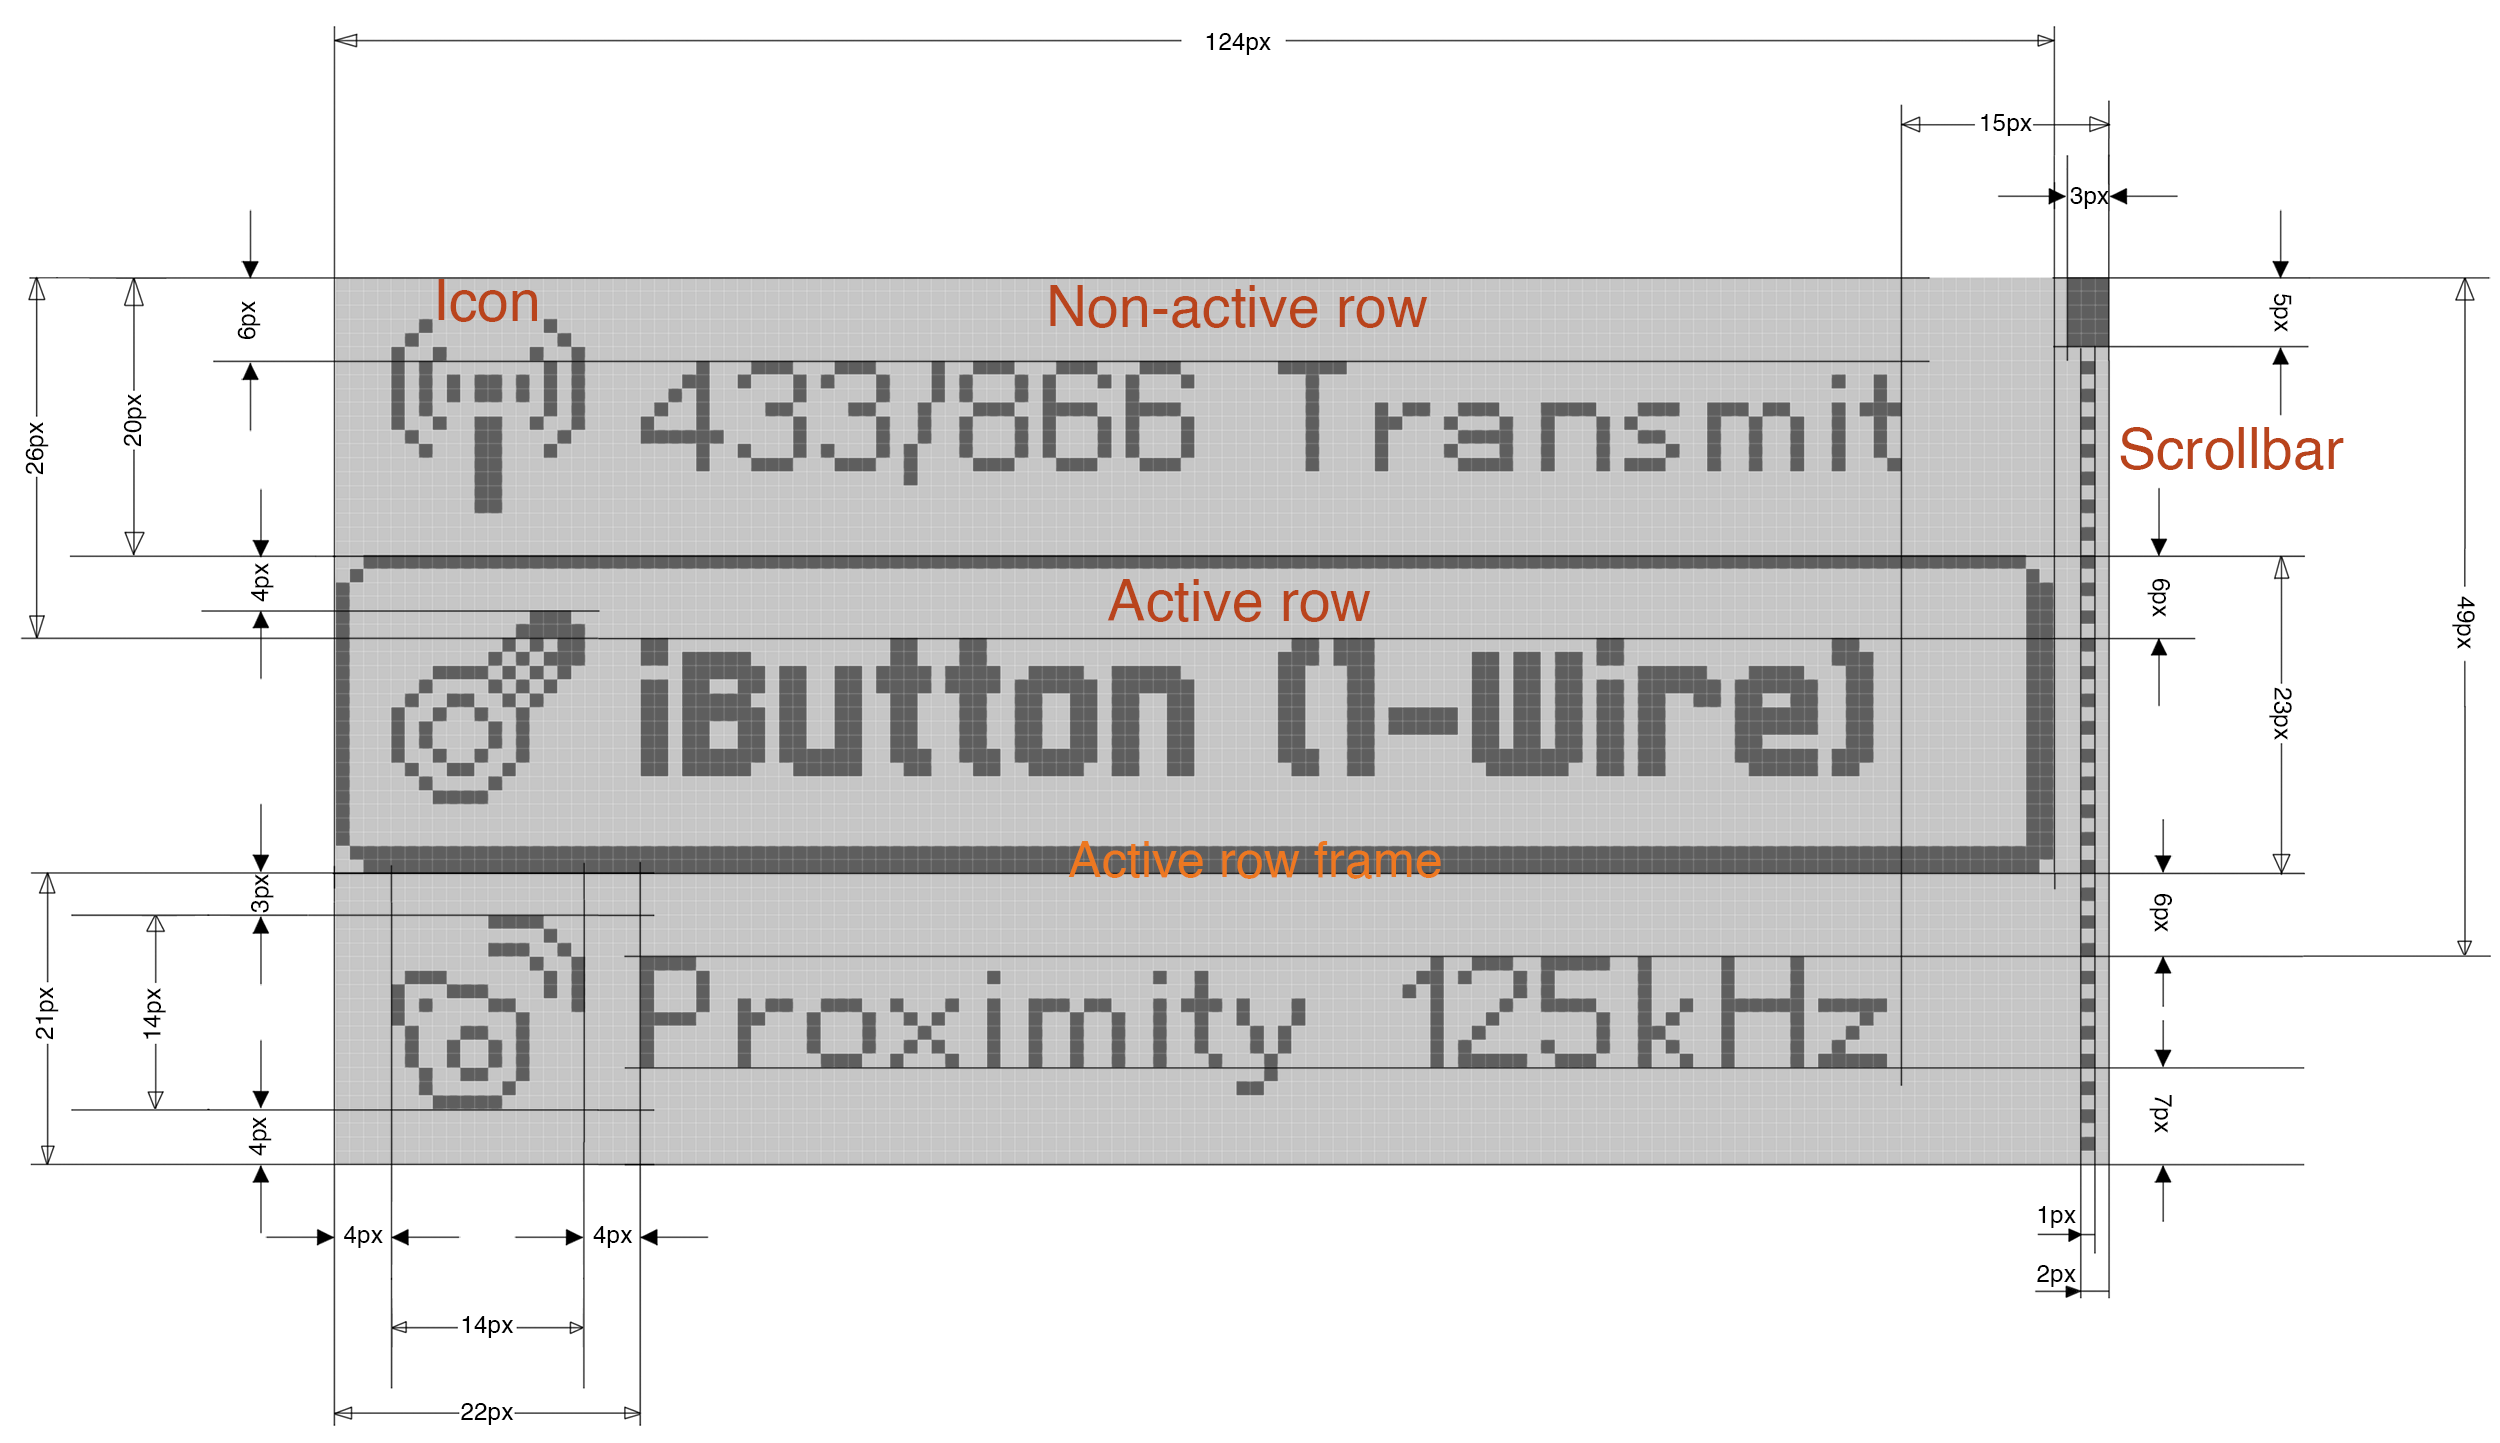 124px
15px
3px
Icon
Non-active row
6px
5px
433/866 Transmit
20px
26px
Scrollbar
4px
Active row
6px
49px
iButton (1-Wire)
23px
Active row frame
3px
6px
Proximity 125kHz
21px
14px
4px
7px
1px
4px
4px
2px
14px
22px